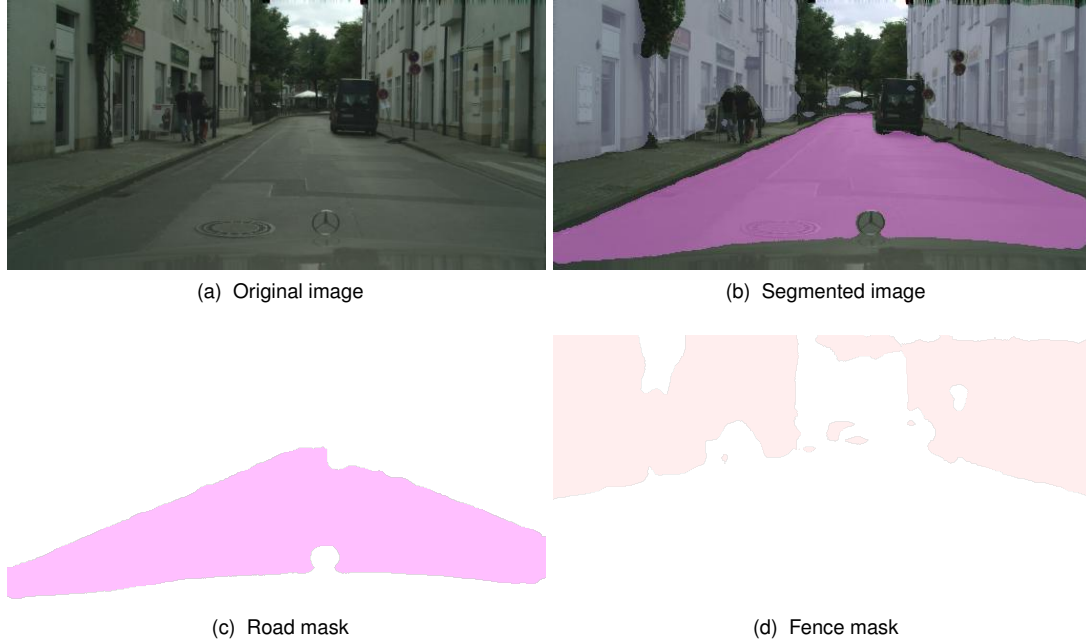 (a) Original image
(b) Segmented image
(c) Road mask
(d) Fence mask